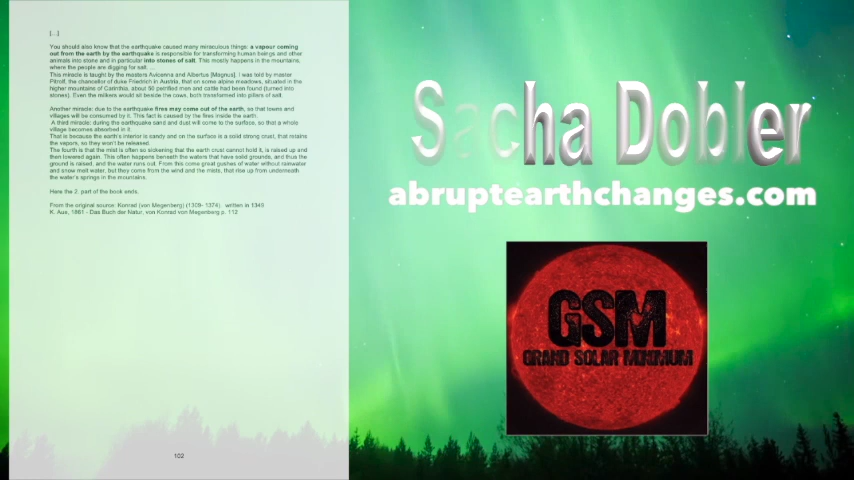 [...]
You should also know that the earthquake caused many miraculous things: a vapour coming
out from the earth by the earthquake is responsible for transforming human beings and other
animals into stone and in particular into stones of salt. This mostly happens in the mountains,
where the people are digging for salt. ...
This miracle is taught by the masters Avicenna and Albertus [Magnus]. I was told by master
Pitrolf, the chancellor of duke Friedrich in Austria, that on some alpine meadows, situated in the
higher mountains of Carinthia, about 50 petrified men and cattle had been found (turned into
stones). Even the milkers would sit beside the cows, both transformed into pillars of salt.
Another miracle: due to the earthquake fires may come out of the earth, so that towns and
villages will be consumed by it. This fact is caused by the fires inside the earth.
A third miracle: during the earthquake sand and dust will come to the surface, so that a whole
village becomes absorbed in it.
That is because the earth's interior is sandy and on the surface is a solid strong crust, that retains
the vapors, so they won't be released.
The fourth is that the mist is often so sickening that the earth crust cannot hold it, is raised up and
then lowered again. This often happens beneath the waters that have solid grounds, and thus the
ground is raised, and the water runs out. From this come great gushes of water without rainwater
and snow melt water, but they come from the wind and the mists, that rise up from underneath
the water's springs in the mountains.
Here the 2. part of the book ends.
From the original source: Konrad (von Megenberg) (1309- 1374): written in 1349
K. Aue, 1861 - Das Buch der Natur, von Konrad von Megenberg p. 112
102
Sacha Dobler
abruptearthchanges.com
GSM
GRAND SOLAR MINIMUM